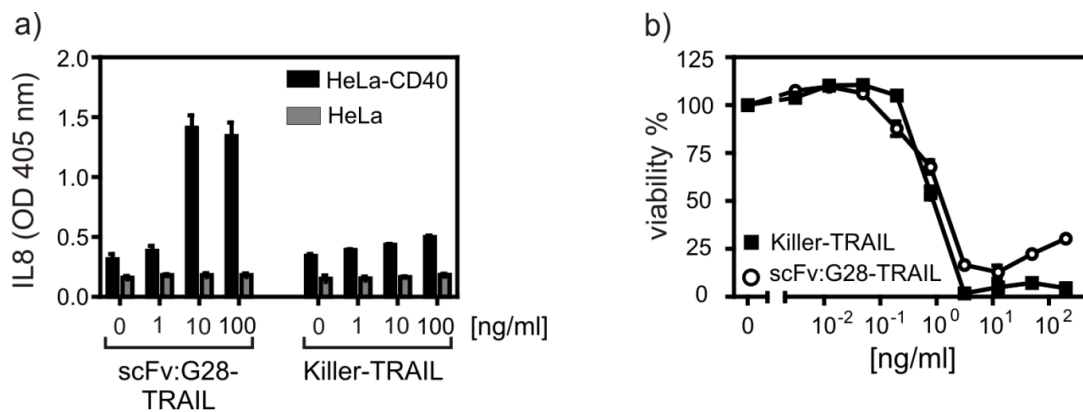 a)
IL8 (OD 405 nm)
2.0
1.5
1.0
0.5
0.0
HeLa-CD40
HeLa
0 1 10 100 0 1 10 100 [ng/ml]
scFv:G28-
TRAIL
Killer-TRAIL
b)
viability %
125
100
75
50
25
0
Killer-TRAIL
scFv:G28-TRAIL
0 10⁻² 10⁻¹ 10⁰ 10¹ 10²
[ng/ml]